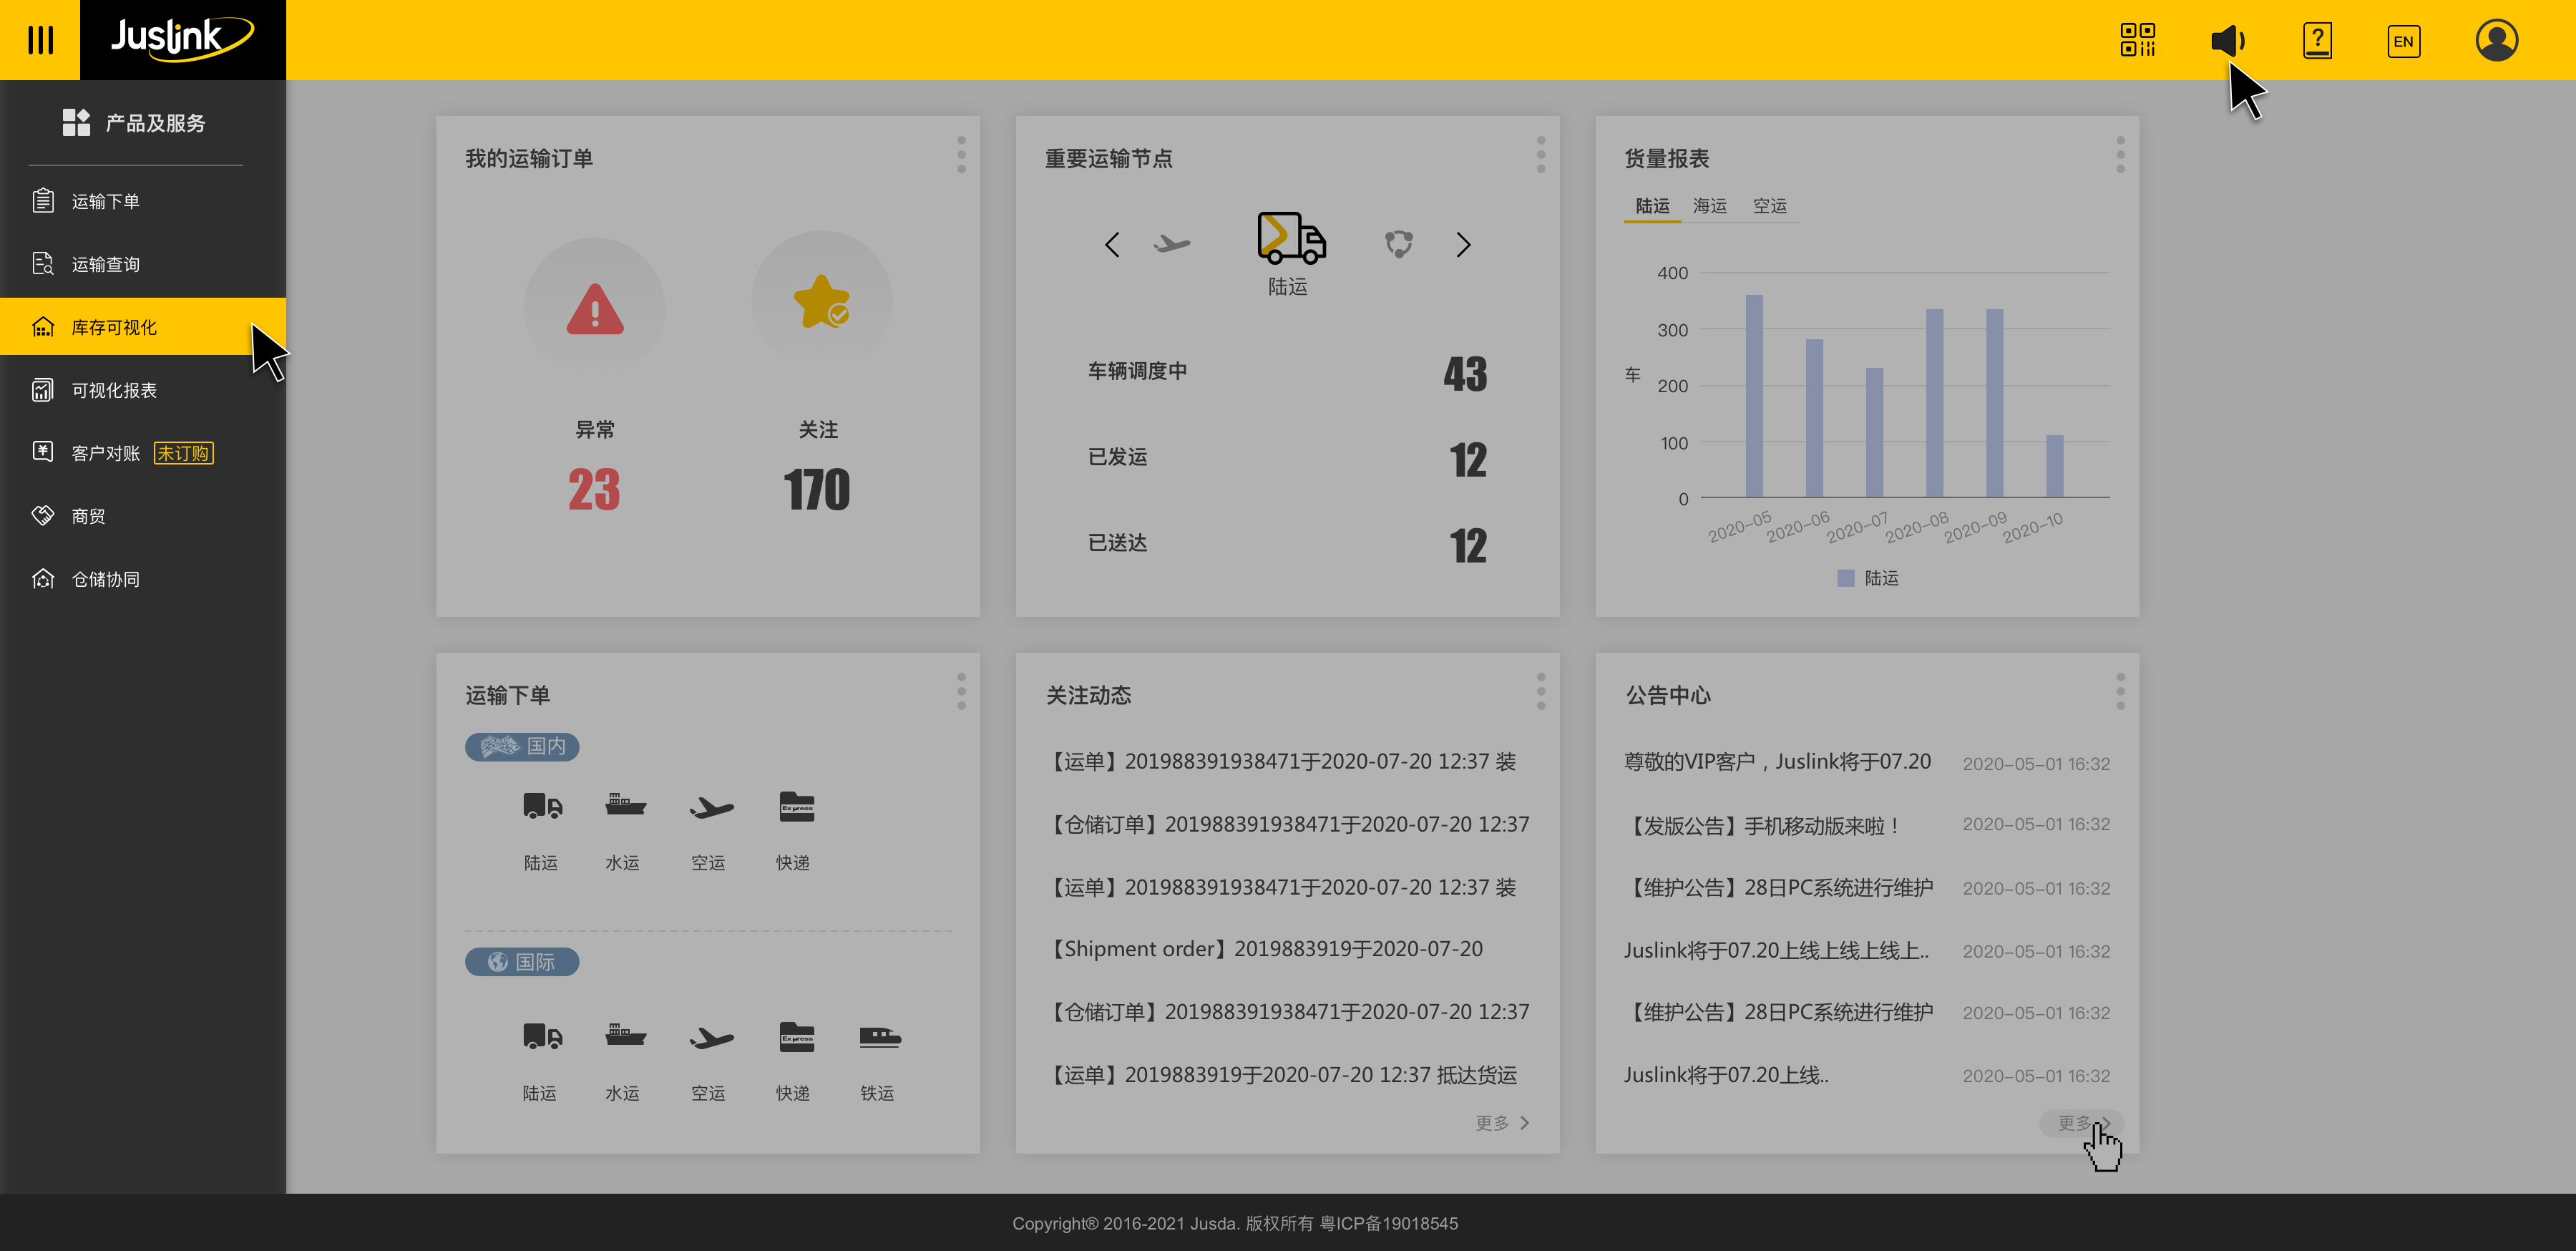 Juslink
EN
产品及服务
运输下单
运输查询
库存可视化
可视化报表
客户对账 未订购
商贸
仓储协同
我的运输订单
异常
23
关注
170
重要运输节点
陆运
车辆调度中 43
已发运 12
已送达 12
货量报表
陆运 海运 空运
车
400
300
200
100
0
2020-05 2020-06 2020-07 2020-08 2020-09 2020-10
陆运
运输下单
国内
Express
陆运 水运 空运 快递
国际
Express
陆运 水运 空运 快递 铁运
关注动态
【运单】201988391938471于2020-07-20 12:37 装
【仓储订单】201988391938471于2020-07-20 12:37
【运单】201988391938471于2020-07-20 12:37 装
【Shipment order】2019883919于2020-07-20
【仓储订单】201988391938471于2020-07-20 12:37
【运单】2019883919于2020-07-20 12:37 抵达货运
更多
公告中心
尊敬的VIP客户，Juslink将于07.20 2020-05-01 16:32
【发版公告】手机移动版来啦！ 2020-05-01 16:32
【维护公告】28日PC系统进行维护 2020-05-01 16:32
Juslink将于07.20上线上线上线上.. 2020-05-01 16:32
【维护公告】28日PC系统进行维护 2020-05-01 16:32
Juslink将于07.20上线.. 2020-05-01 16:32
更多
Copyright® 2016-2021 Jusda. 版权所有 粤ICP备19018545